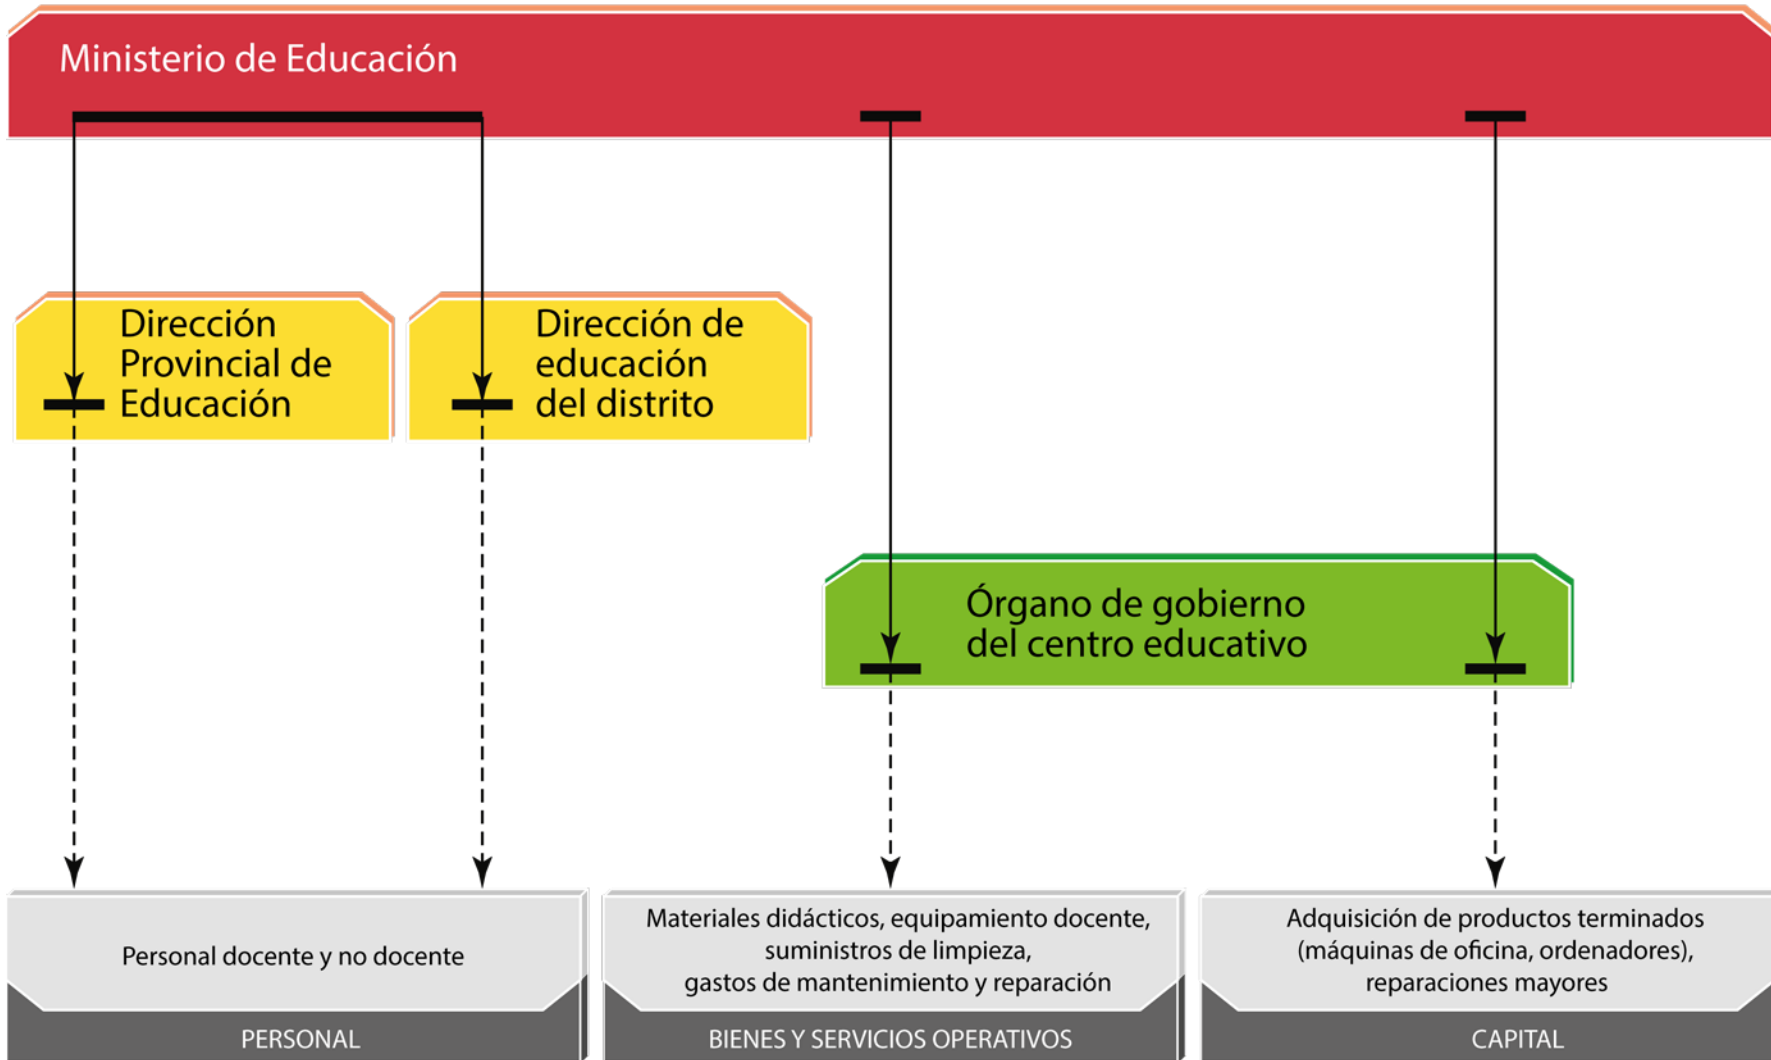 Ministerio de Educación
Dirección
Provincial de
Educación
Dirección de
educación
del distrito
Órgano de gobierno
del centro educativo
Personal docente y no docente
PERSONAL
Materiales didácticos, equipamiento docente,
suministros de limpieza,
gastos de mantenimiento y reparación
BIENES Y SERVICIOS OPERATIVOS
Adquisición de productos terminados
(máquinas de oficina, ordenadores),
reparaciones mayores
CAPITAL